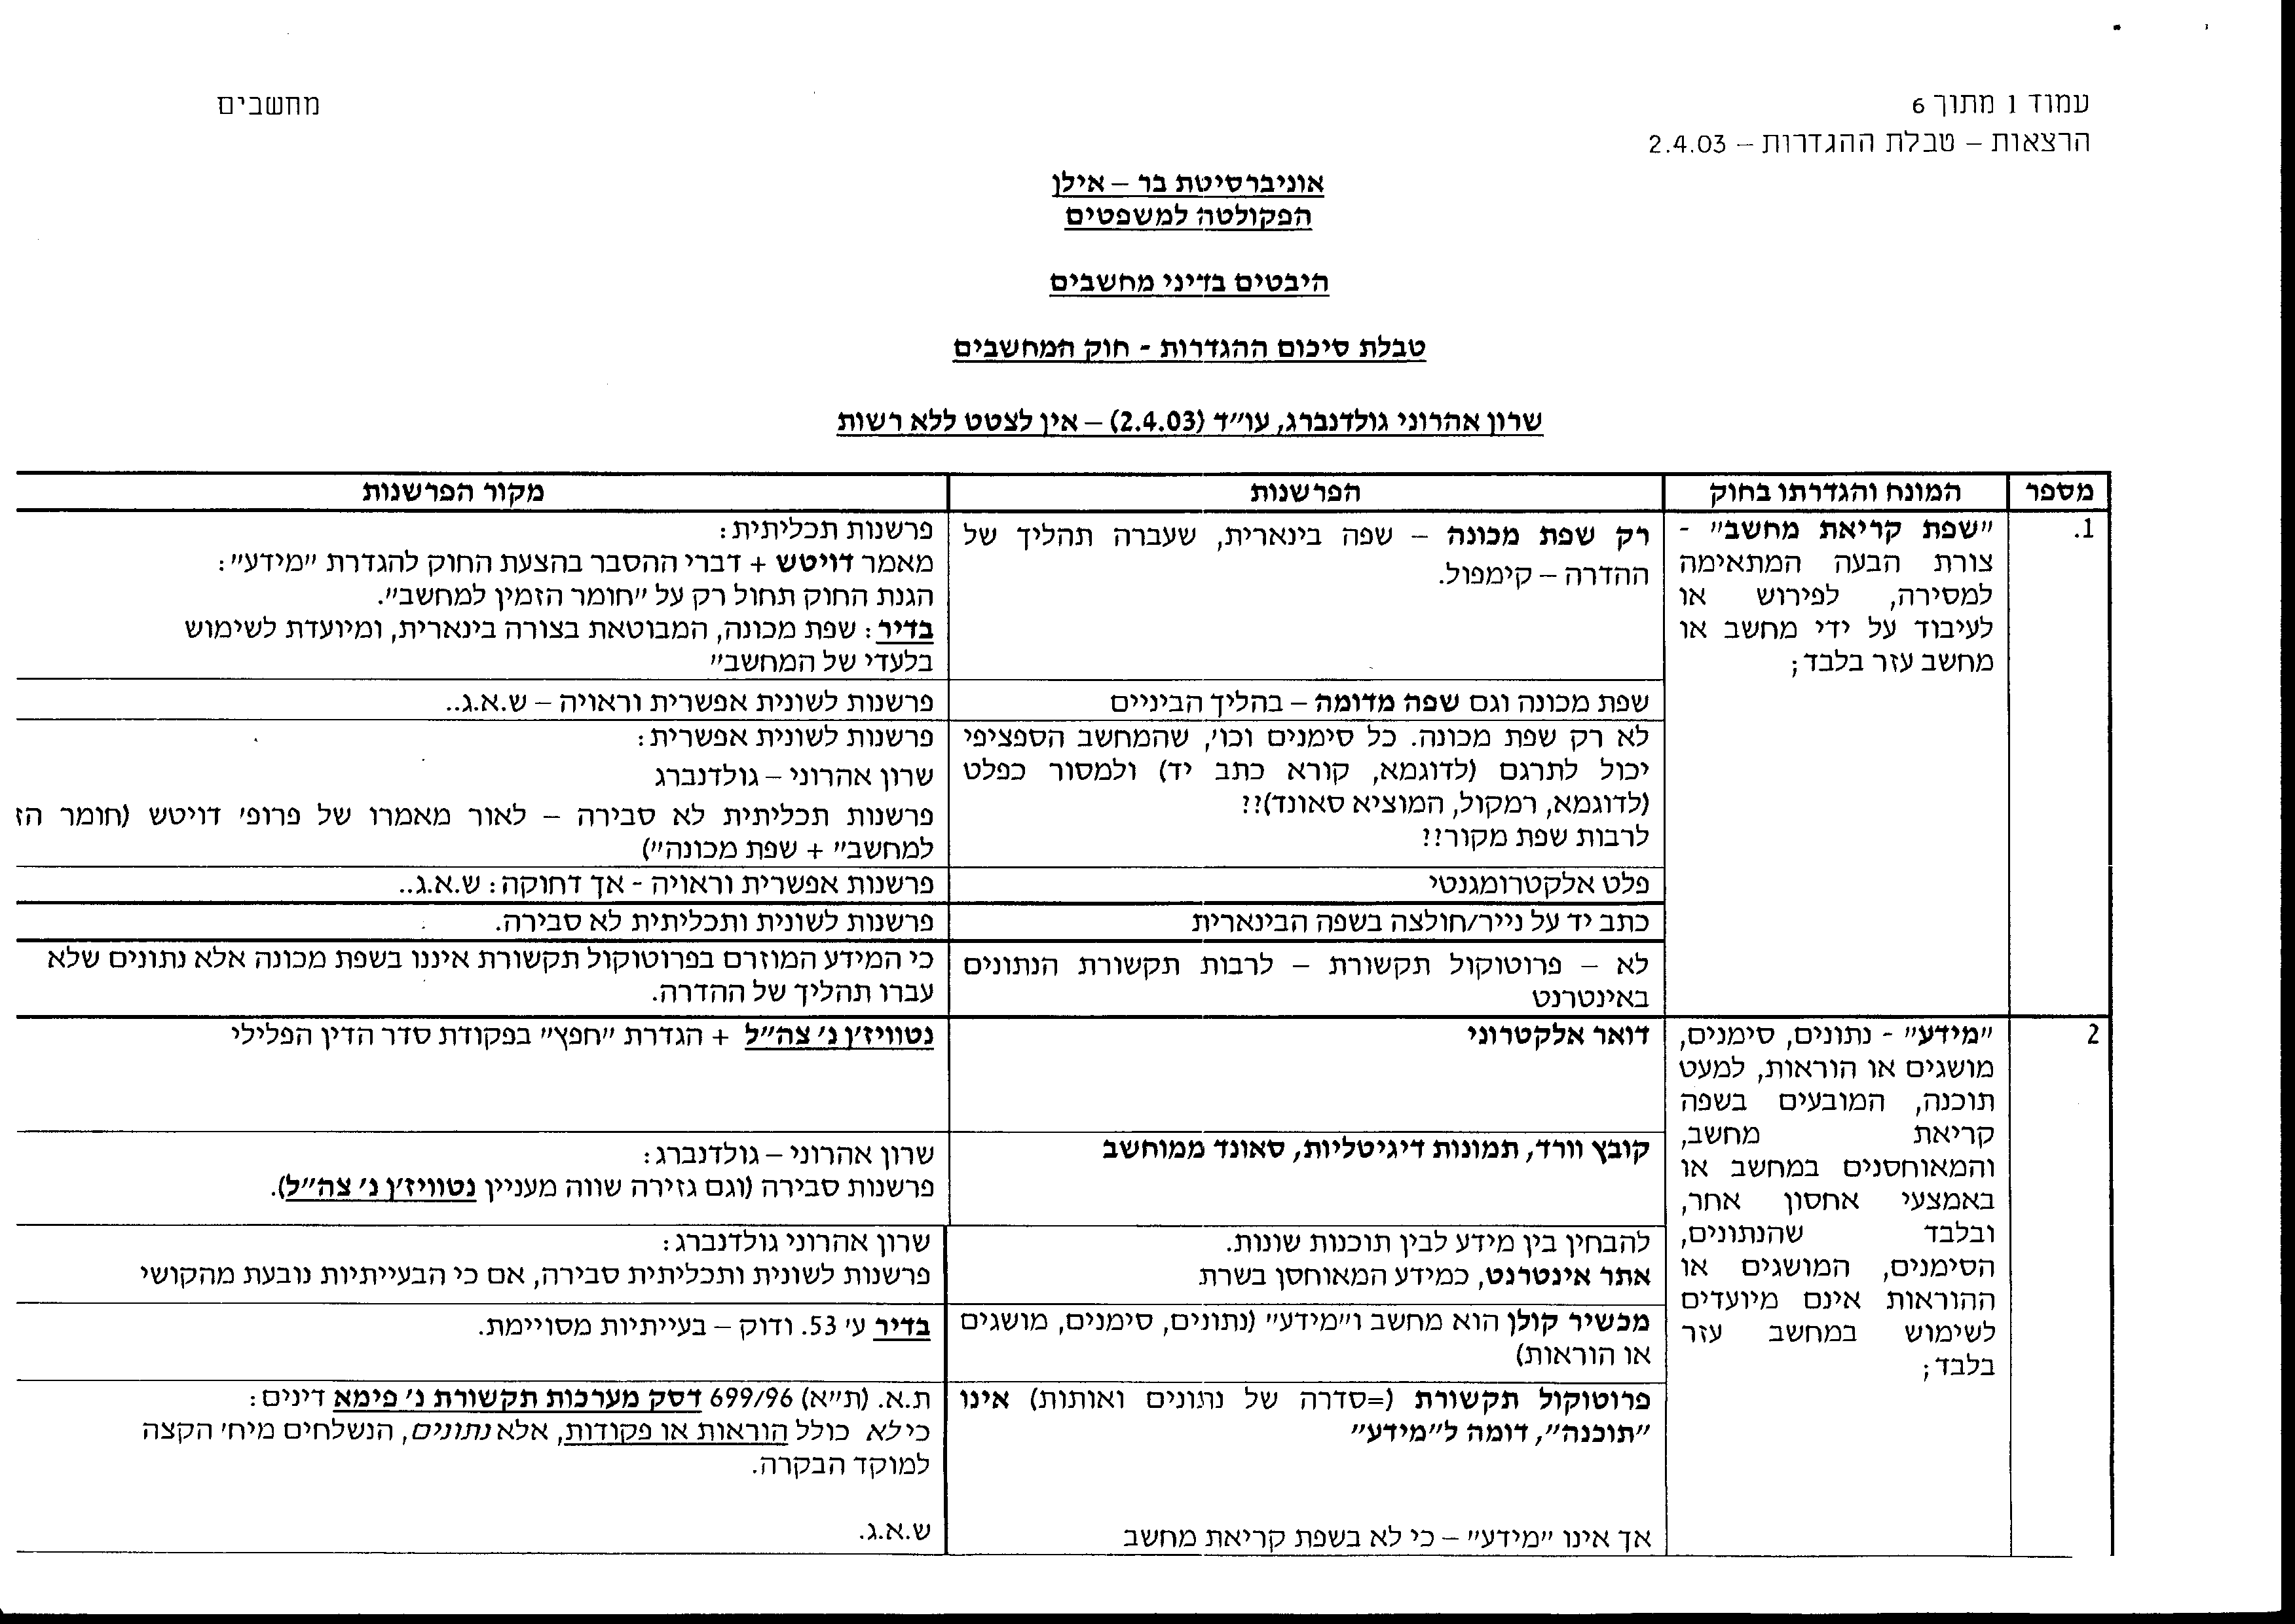 עמוד 1 מתוך 6
מחשבים
הרצאות – טבלת ההגדרות – 2.4.03
אוניברסיטת בר – אילן
הפקולטה למשפטים
היבטים בדיני מחשבים
טבלת סיכום ההגדרות - חוק המחשבים
שרון אהרוני גולדנברג, עו״ד (2.4.03) – אין לצטט ללא רשות
מספר
המונח והגדרתו בחוק
הפרשנות
מקור הפרשנות
1.
״שפת קריאת מחשב״ -
צורת הבעה המתאימה
למסירה, לפירוש או
לעיבוד על ידי מחשב או
מחשב עזר בלבד;
רק שפת מכונה – שפה בינארית, שעברה תהליך של
ההדרה – קימפול.
פרשנות תכליתית:
מאמר דויטש + דברי ההסבר בהצעת החוק להגדרת ״מידע״:
הגנת החוק תחול רק על ״חומר הזמין למחשב״.
בדיר: שפת מכונה, המבוטאת בצורה בינארית, ומיועדת לשימוש
בלעדי של המחשב״
שפת מכונה וגם שפה מדומה – בהליך הביניים
פרשנות לשונית אפשרית וראויה – ש.א.ג..
לא רק שפת מכונה. כל סימנים וכו׳, שהמחשב הספציפי
יכול לתרגם (לדוגמא, קורא כתב יד) ולמסור כפלט
(לדוגמא, רמקול, המוציא סאונד)??
לרבות שפת מקור??
פרשנות לשונית אפשרית:
שרון אהרוני – גולדנברג
פרשנות תכליתית לא סבירה – לאור מאמרו של פרופ׳ דויטש (חומר הז
למחשב״ + שפת מכונה״)
פלט אלקטרומגנטי
פרשנות אפשרית וראויה - אך דחוקה: ש.א.ג..
כתב יד על נייר/חולצה בשפה הבינארית
פרשנות לשונית ותכליתית לא סבירה.
לא – פרוטוקול תקשורת – לרבות תקשורת הנתונים
באינטרנט
כי המידע המוזרם בפרוטוקול תקשורת איננו בשפת מכונה אלא נתונים שלא
עברו תהליך של ההדרה.
2
״מידע״ - נתונים, סימנים,
מושגים או הוראות, למעט
תוכנה, המובעים בשפה
קריאת מחשב,
והמאוחסנים במחשב או
באמצעי אחסון אחר,
ובלבד שהנתונים,
הסימנים, המושגים או
ההוראות אינם מיועדים
לשימוש במחשב עזר
בלבד;
דואר אלקטרוני
נטוויז׳ן נ׳ צה״ל + הגדרת ״חפץ״ בפקודת סדר הדין הפלילי
קובץ וורד, תמונות דיגיטליות, סאונד ממוחשב
שרון אהרוני – גולדנברג:
פרשנות סבירה (וגם גזירה שווה מעניין נטוויז׳ן נ׳ צה״ל).
להבחין בין מידע לבין תוכנות שונות.
אתר אינטרנט, כמידע המאוחסן בשרת
שרון אהרוני גולדנברג:
פרשנות לשונית ותכליתית סבירה, אם כי הבעייתיות נובעת מהקושי
מכשיר קולן הוא מחשב ו״מידע״ (נתונים, סימנים, מושגים
או הוראות)
בדיר ע׳ 53. ודוק – בעייתיות מסויימת.
פרוטוקול תקשורת (=סדרה של נתונים ואותות) אינו
״תוכנה״, דומה ל״מידע״
אך אינו ״מידע״ – כי לא בשפת קריאת מחשב
ת.א. (ת״א) 699/96 דסק מערכות תקשורת נ׳ פימא דינים:
כי לא כולל הוראות או פקודות, אלא נתונים, הנשלחים מיח׳ הקצה
למוקד הבקרה.
ש.א.ג.